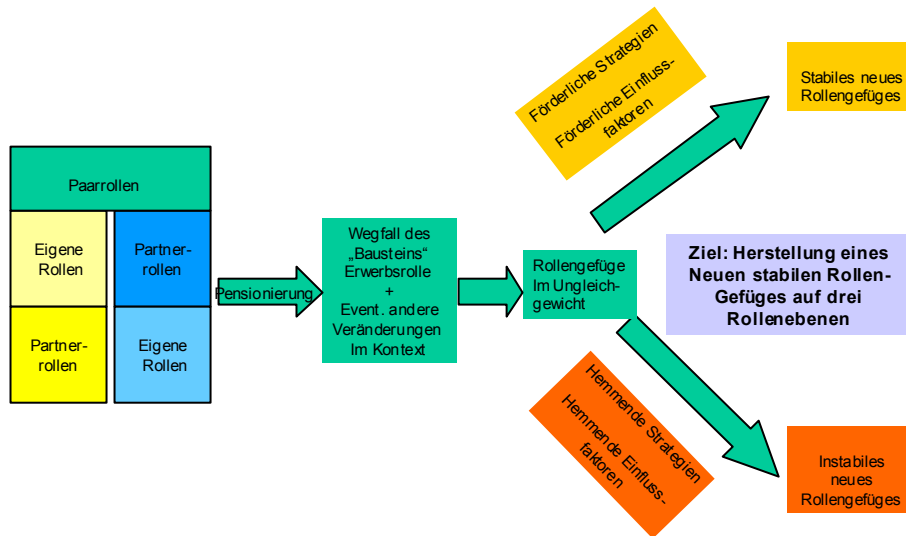 Paarrollen
Eigene
Rollen
Partner-
rollen
Partner-
rollen
Eigene
Rollen
Pensionierung
Wegfall des
„Bausteins“
Erwerbsrolle
+
Event. andere
Veränderungen
Im Kontext
Rollengefüge
Im Ungleich-
gewicht
Förderliche Strategien
Förderliche Einfluss-
faktoren
Stabiles neues
Rollengefüges
Ziel: Herstellung eines
Neuen stabilen Rollen-
Gefüges auf drei
Rollenebenen
Hemmende Strategien
Hemmende Einfluss-
faktoren
Instabiles
neues
Rollengefüges